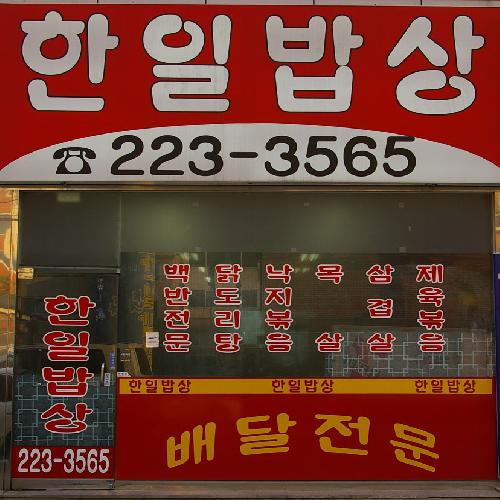 한일밥상
☎223-3565
백반전문
닭도리탕
낙지볶음
목살
삼겹살
제육볶음
한일밥상
223-3565
한일밥상 한일밥상 한일밥상
배달전문